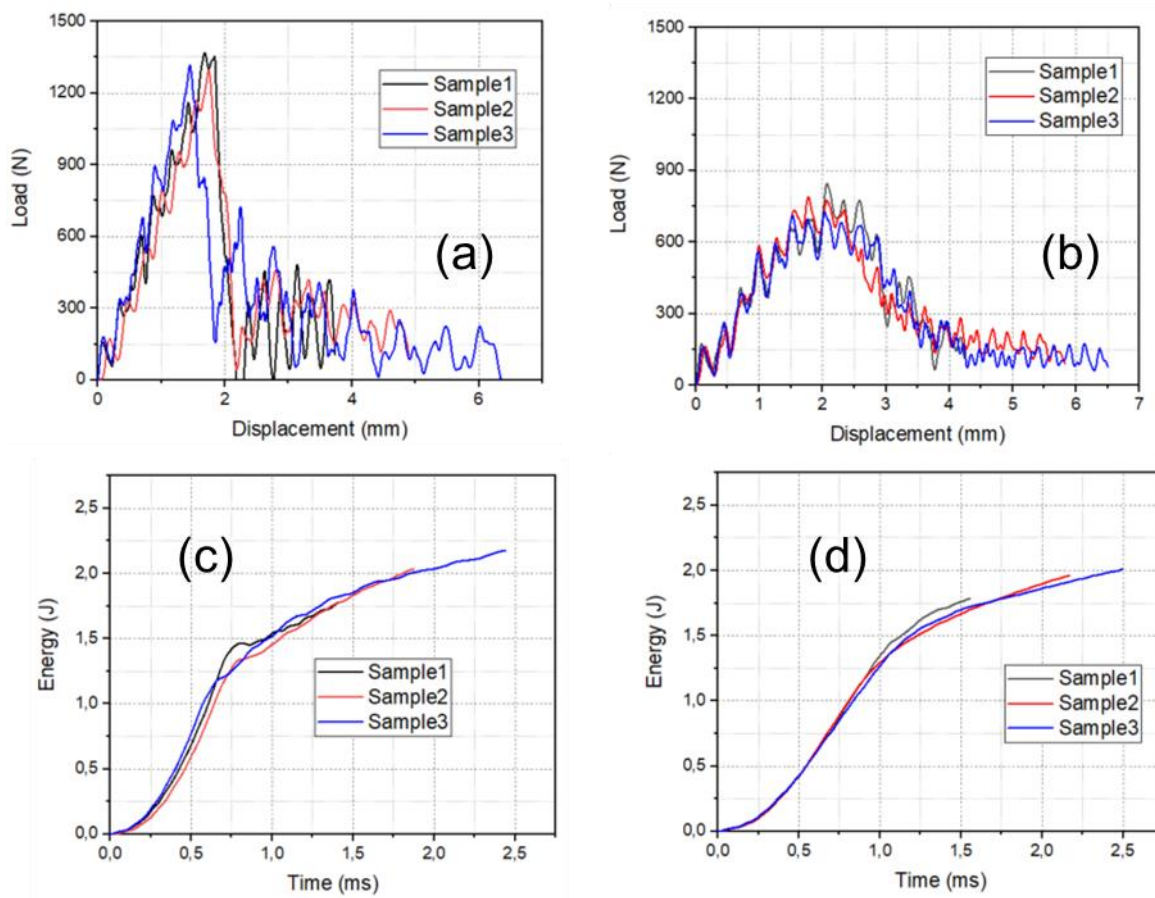 1500
1200
900
600
300
0
Load (N)
Sample1
Sample2
Sample3
(a)
0
2
4
6
Displacement (mm)
1500
1200
900
600
300
0
Load (N)
Sample1
Sample2
Sample3
(b)
0
1
2
3
4
5
6
7
Displacement (mm)
2,5
2,0
1,5
1,0
0,5
0,0
Energy (J)
(c)
Sample1
Sample2
Sample3
0,0
0,5
1,0
1,5
2,0
2,5
Time (ms)
2,5
2,0
1,5
1,0
0,5
0,0
Energy (J)
(d)
Sample1
Sample2
Sample3
0,0
0,5
1,0
1,5
2,0
2,5
Time (ms)